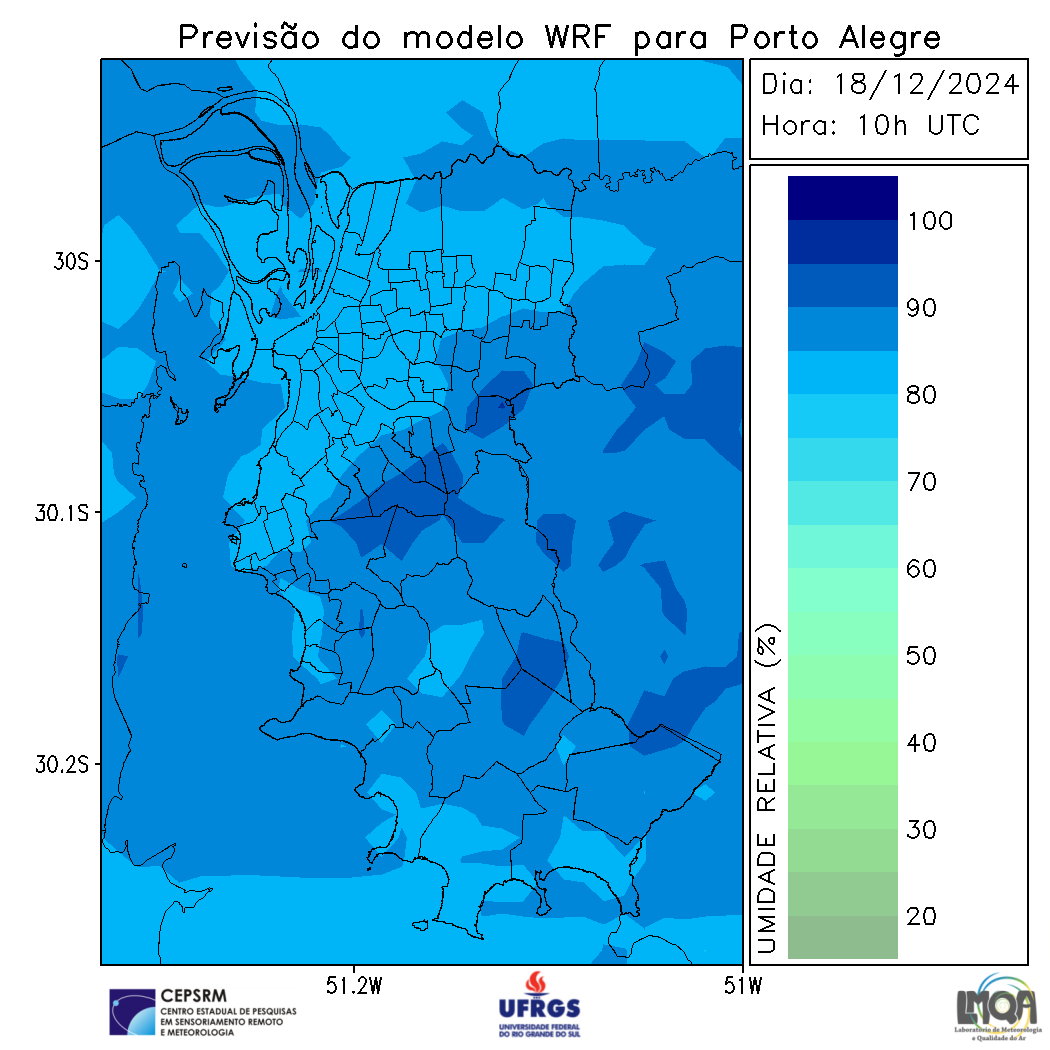 Previsão do modelo WRF para Porto Alegre
Dia: 18/12/2024
Hora: 10h UTC
100
90
80
70
60
50
40
30
20
UMIDADE RELATIVA (%)
30S
30.1S
30.2S
51.2W
51W
CEPSRM
CENTRO ESTADUAL DE PESQUISAS
EM SENSORIAMENTO REMOTO
E METEOROLOGIA
UFRGS
UNIVERSIDADE FEDERAL
DO RIO GRANDE DO SUL
LMQA
Laboratório de Meteorologia
e Qualidade do Ar